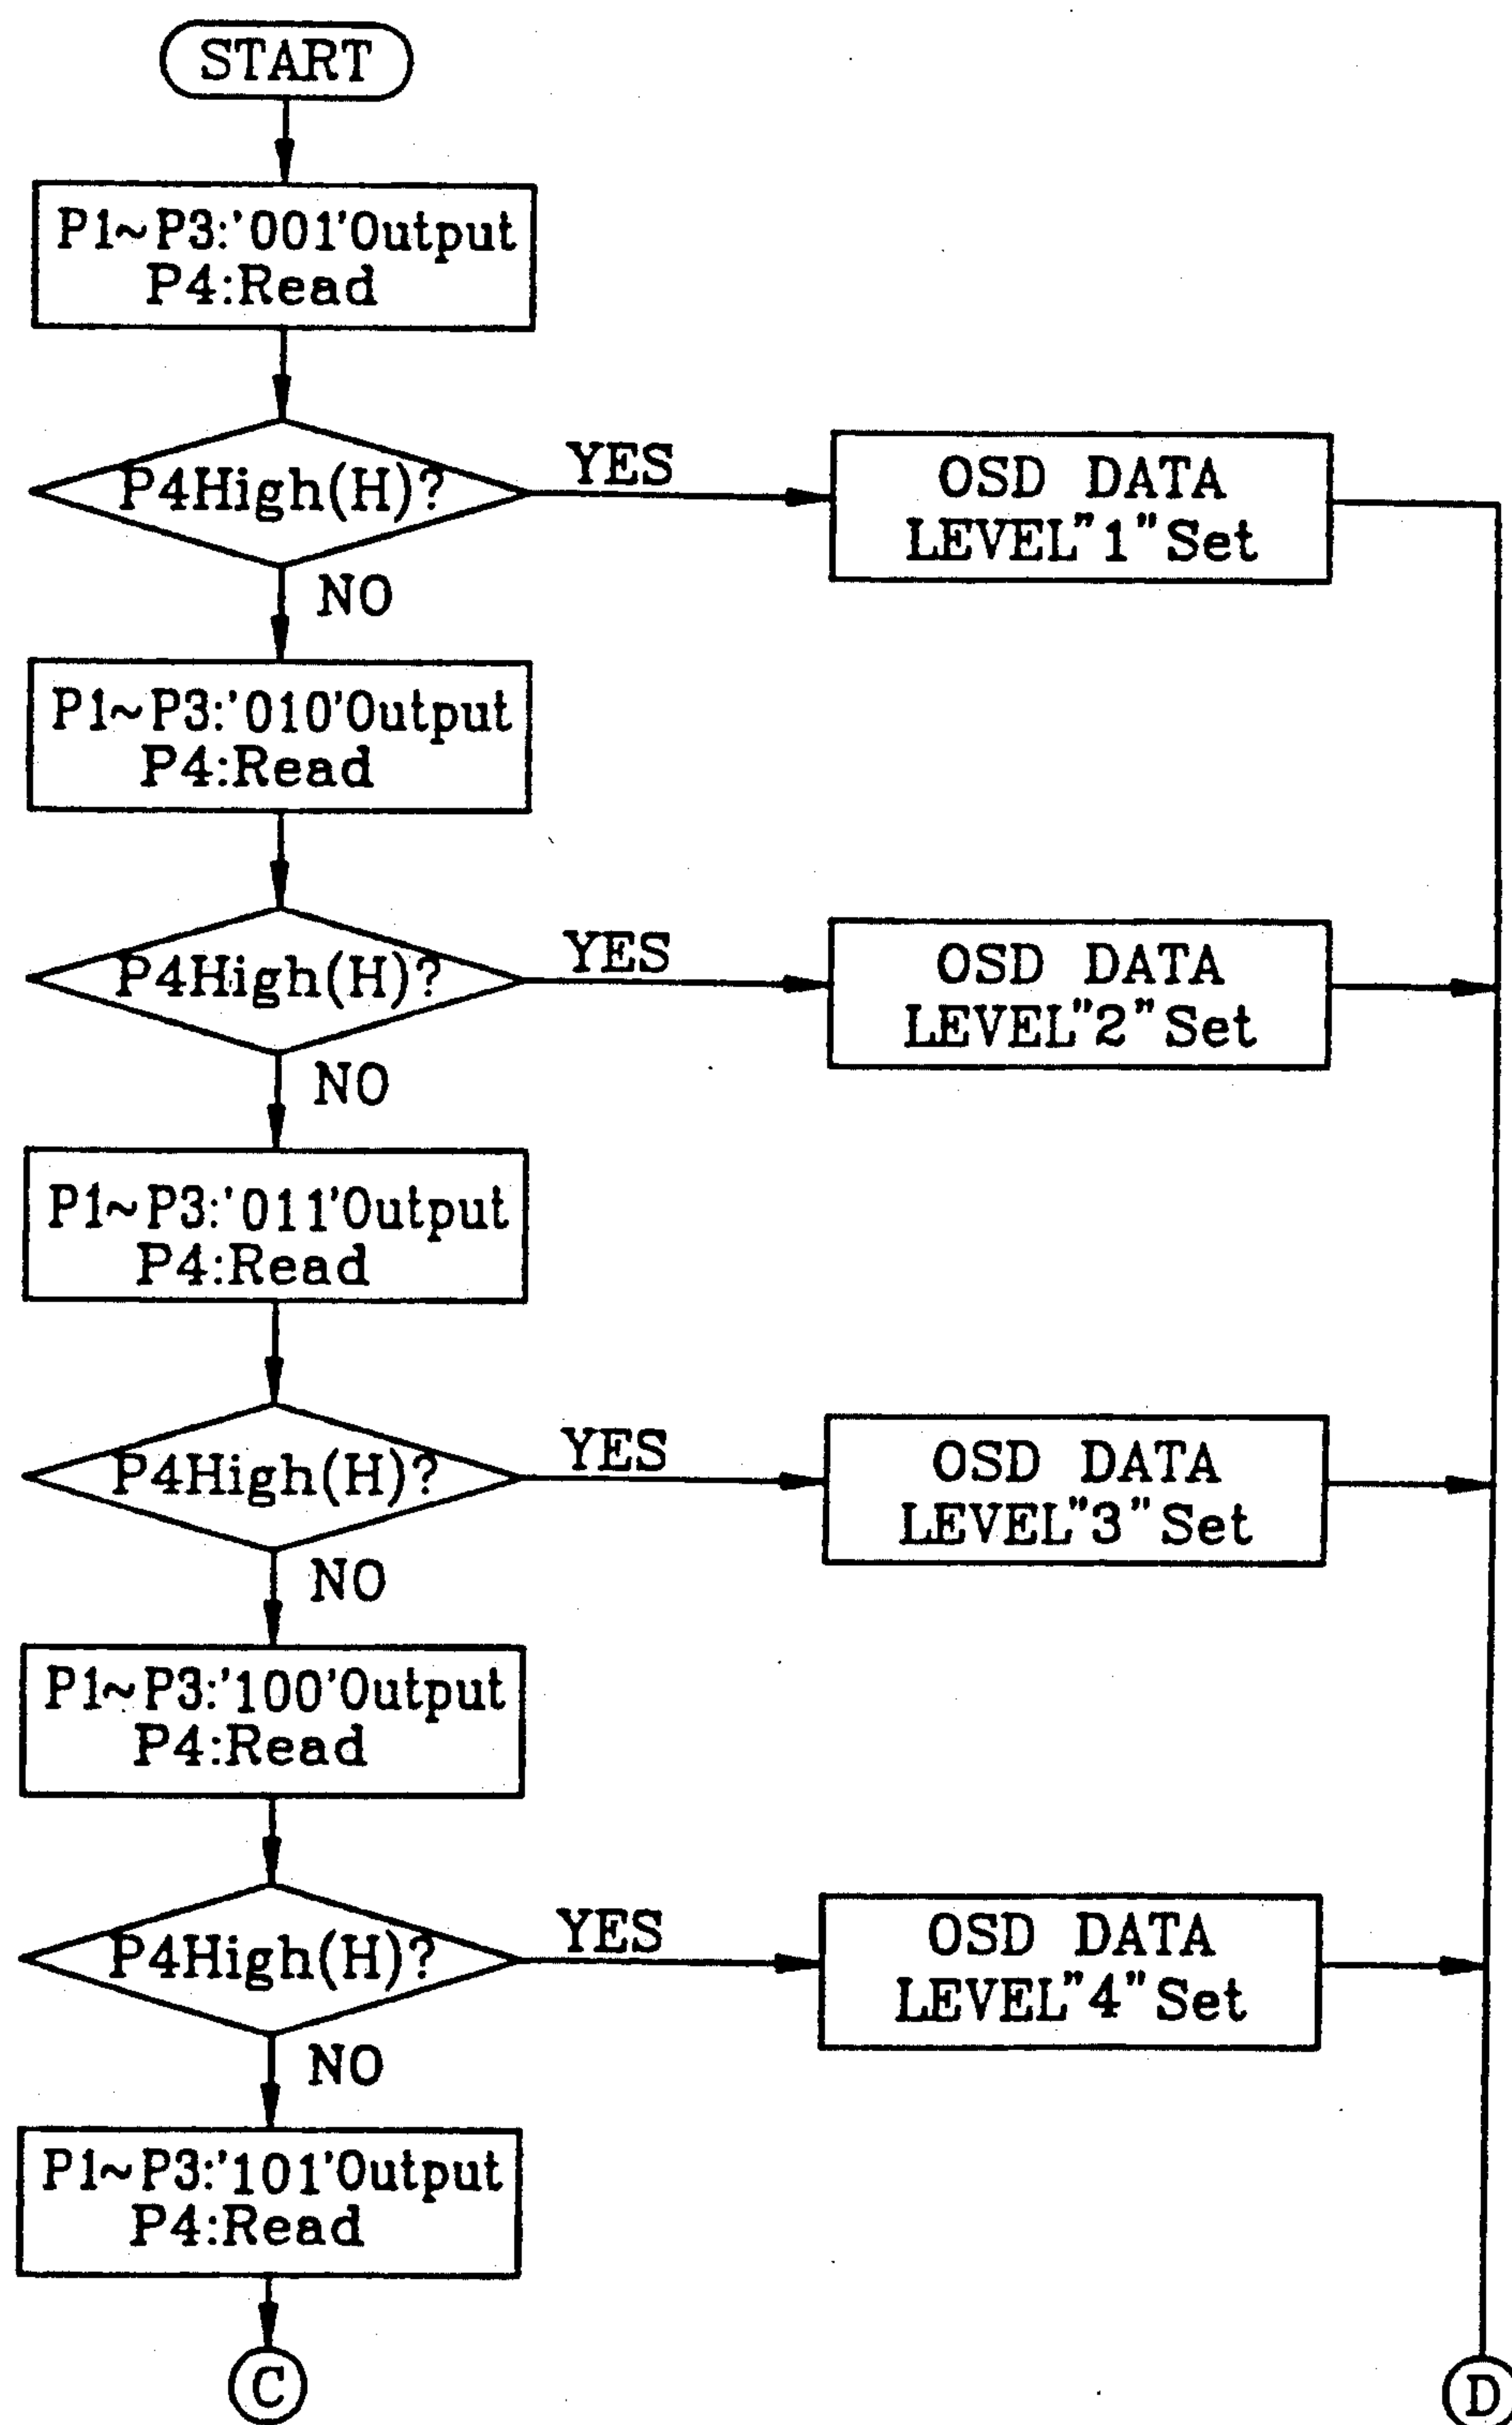 START
P1~P3:'001'Output
P4:Read
P4High(H)?
YES
OSD DATA
LEVEL"1"Set
NO
P1~P3:'010'Output
P4:Read
P4High(H)?
YES
OSD DATA
LEVEL"2"Set
NO
P1~P3:'011'Output
P4:Read
P4High(H)?
YES
OSD DATA
LEVEL"3"Set
NO
P1~P3:'100'Output
P4:Read
P4High(H)?
YES
OSD DATA
LEVEL"4"Set
NO
P1~P3:'101'Output
P4:Read
C
D